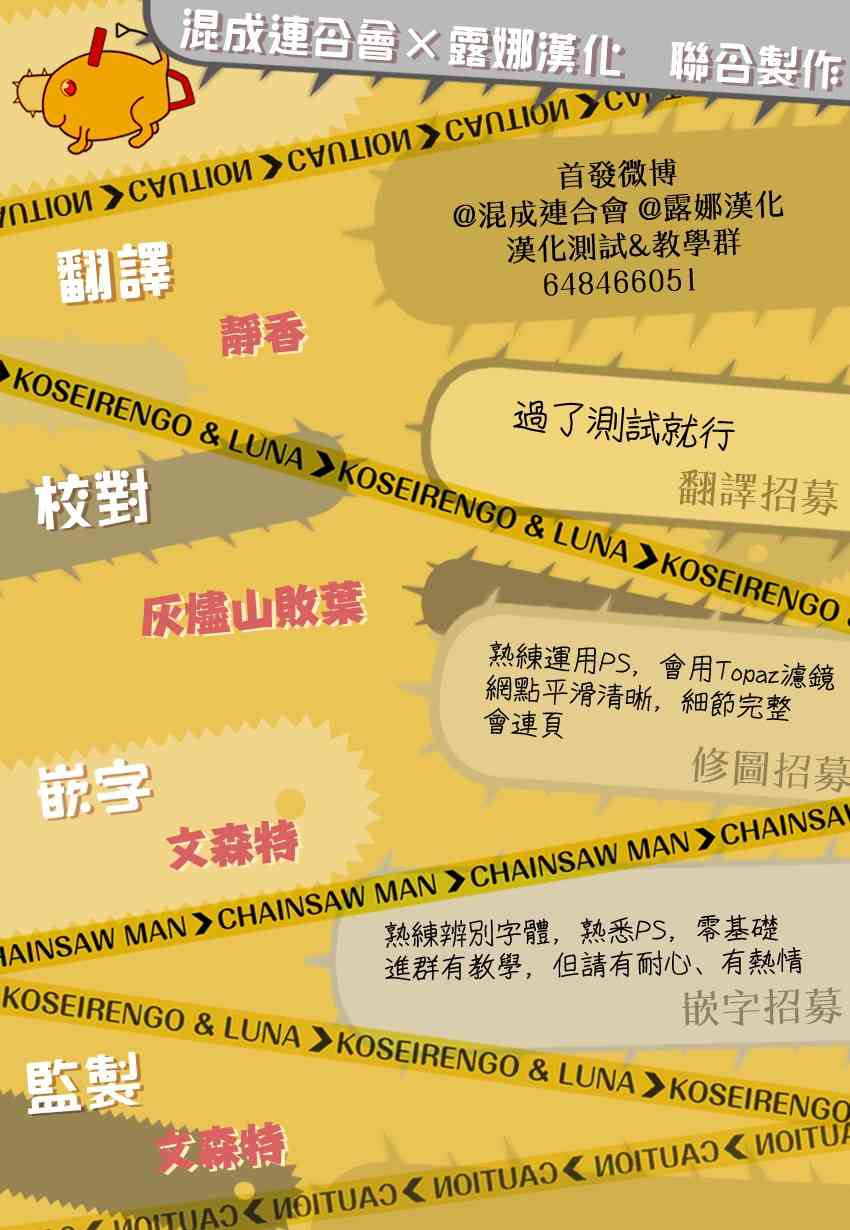 混成連合會×露娜漢化 聯合製作
CAUTION CAUTION CAUTION
首發微博
@混成連合會 @露娜漢化
漢化測試&教學群
648466051
翻譯
靜香
KOSEIRENGO & LUNA KOSEIRENGO & LUNA KOSEIRENGO
過了測試就行
翻譯招募
校對
灰燼山敗葉
熟練運用PS，會用Topaz濾鏡
網點平滑清晰，細節完整
會連頁
修圖招募
嵌字
文森特
CHAINSAW MAN CHAINSAW MAN CHAINSAW MAN
熟練辨別字體，熟悉PS，零基礎
進群有教學，但請有耐心、有熱情
嵌字招募
KOSEIRENGO & LUNA KOSEIRENGO & LUNA KOSEIRENGO
監製
文森特
CAUTION CAUTION CAUTION CAUTION